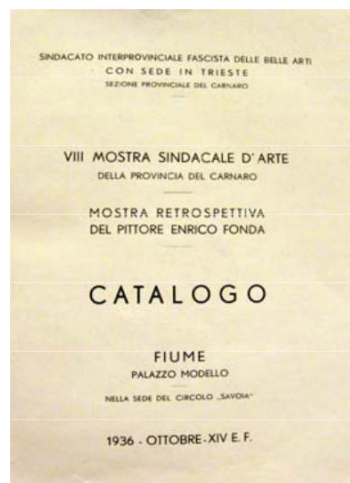 SINDACATO INTERPROVINCIALE FASCISTA DELLE BELLE ARTI
CON SEDE IN TRIESTE
SEZIONE PROVINCIALE DEL CARNARO
VIII MOSTRA SINDACALE D'ARTE
DELLA PROVINCIA DEL CARNARO
MOSTRA RETROSPETTIVA
DEL PITTORE ENRICO FONDA
CATALOGO
FIUME
PALAZZO MODELLO
NELLA SEDE DEL CIRCOLO „SAVOIA"
1936 - OTTOBRE - XIV E. F.